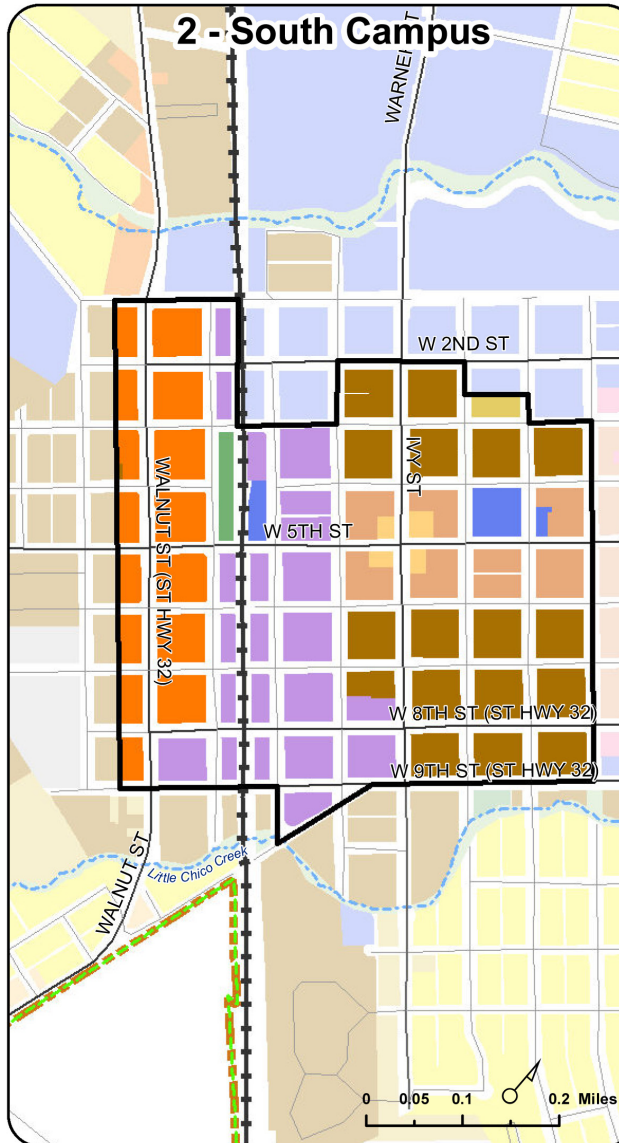 2 - South Campus
WARNER ST
W 2ND ST
IVY ST
WALNUT ST (ST HWY 32)
W 5TH ST
W 8TH ST (ST HWY 32)
W 9TH ST (ST HWY 32)
WALNUT ST
Little Chico Creek
0 0.05 0.1 0.2 Miles